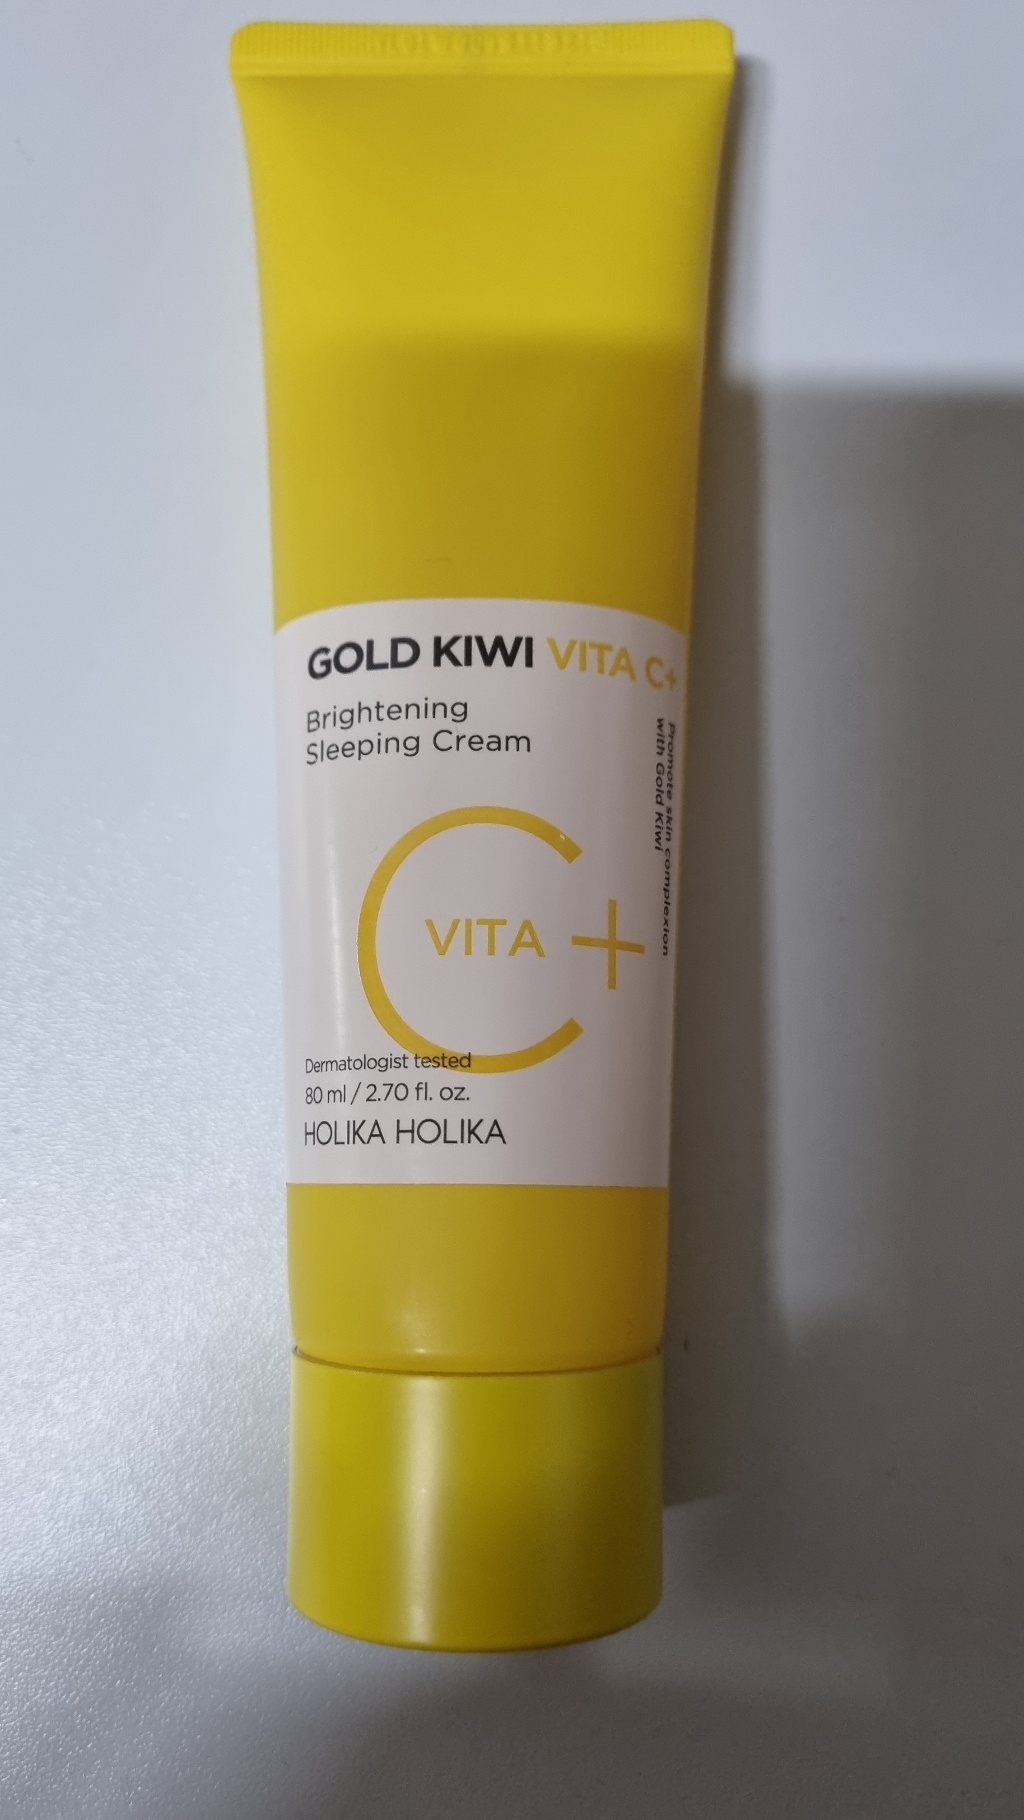 GOLD KIWI VITA C+
Brightening
Sleeping Cream
Promote skin complexion
with Gold Kiwi
C
VITA +
Dermatologist tested
80 ml / 2.70 fl. oz.
HOLIKA HOLIKA